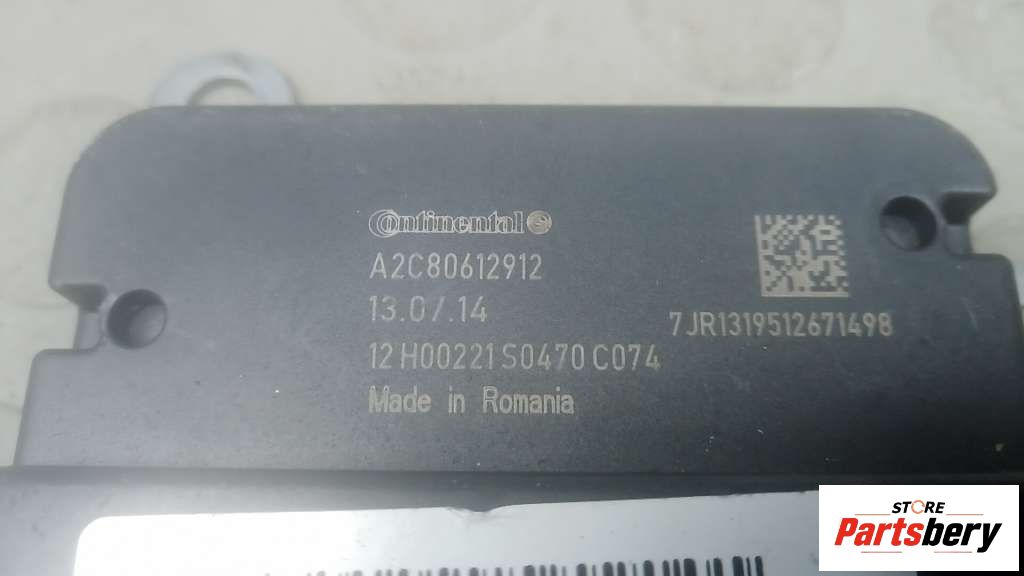 Continental
A2C80612912
13.07.14
7JR1319512671498
12 H00221 S0470 C074
Made in Romania
STORE
Partsbery